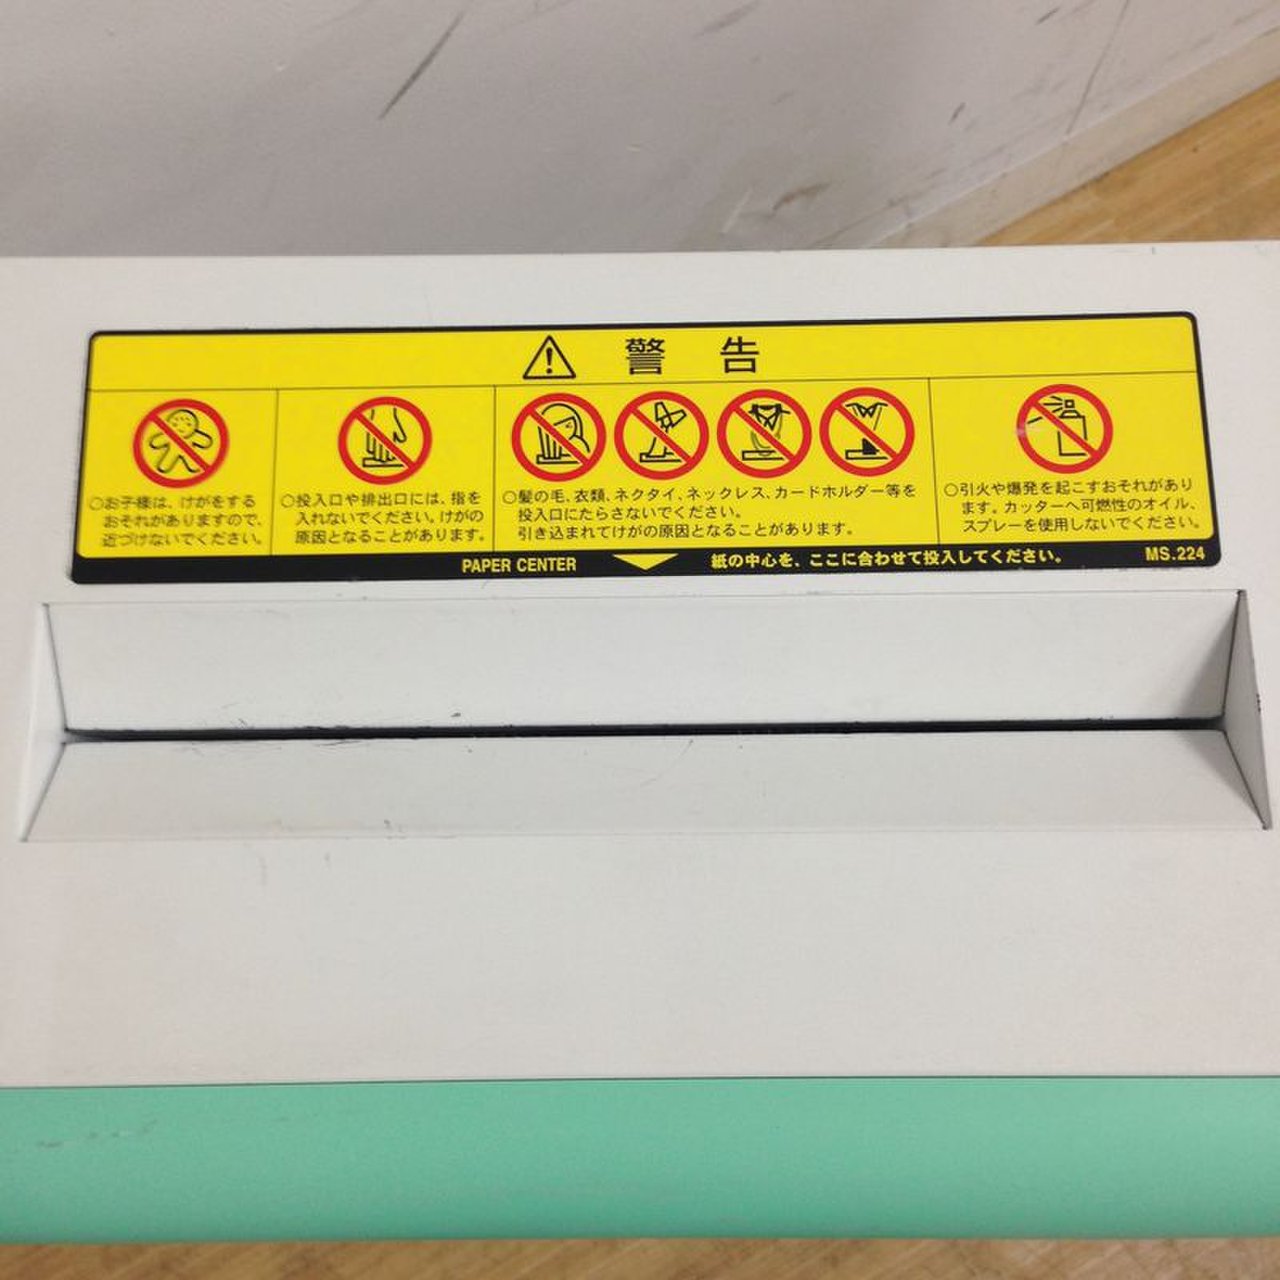 警 告
○お子様は、けがをする
おそれがありますので、
近づけないでください。
○投入口や排出口には、指を
入れないでください。けがの
原因となることがあります。
○髪の毛、衣類、ネクタイ、ネックレス、カードホルダー等を
投入口にたらさないでください。
引き込まれてけがの原因となることがあります。
○引火や爆発を起こすおそれがあり
ます。カッターへ可燃性のオイル、
スプレーを使用しないでください。
PAPER CENTER 紙の中心を、ここに合わせて投入してください。 MS.224